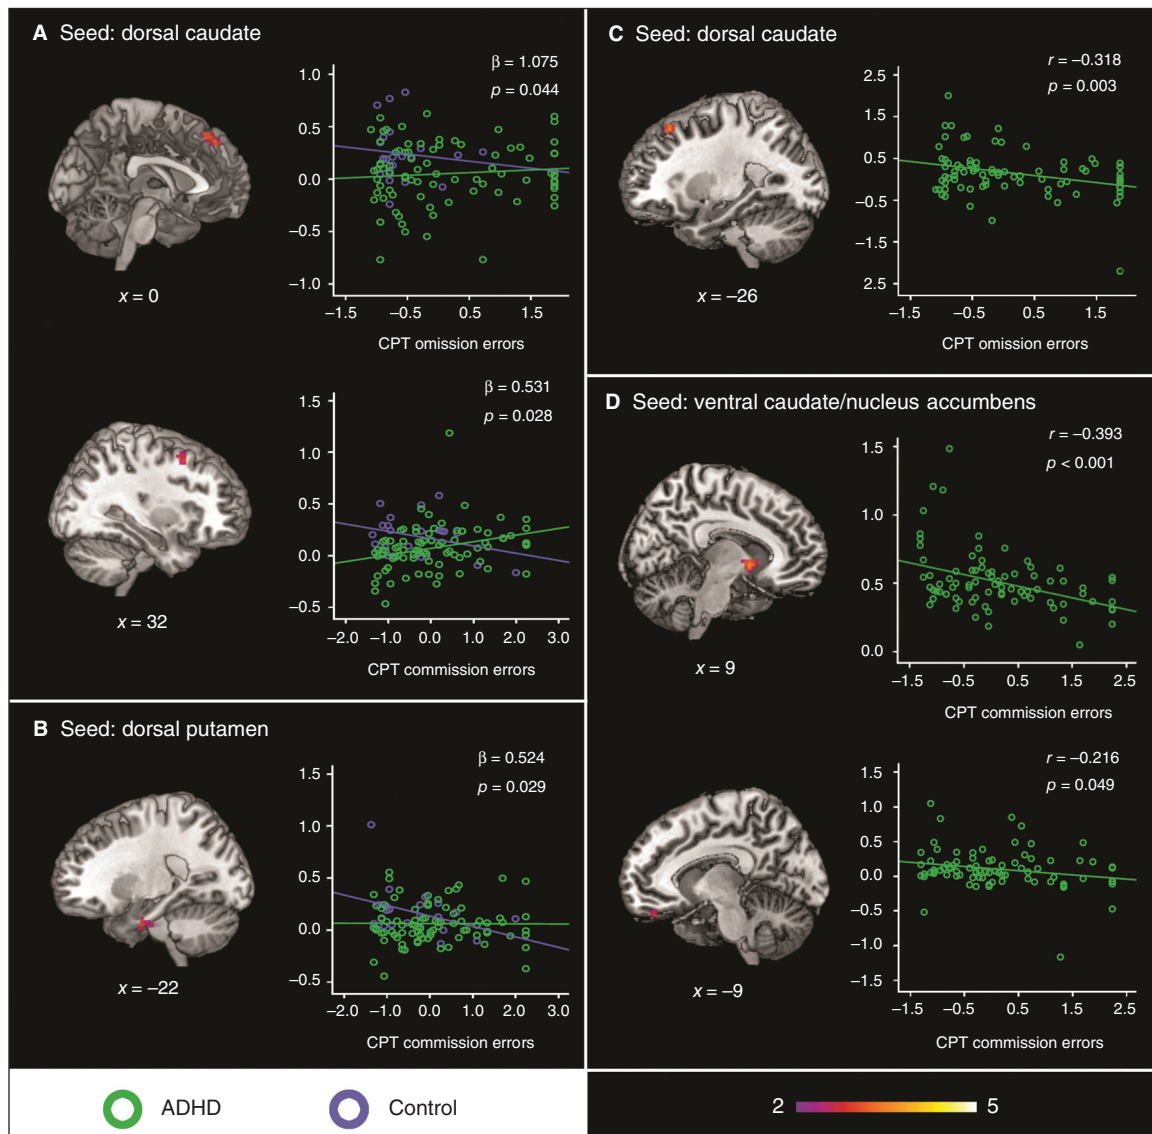 A Seed: dorsal caudate
β = 1.075
p = 0.044
1.0
0.5
0.0
−0.5
−1.0
−1.5 −0.5 0.5 1.5
CPT omission errors
x = 0
β = 0.531
p = 0.028
1.5
1.0
0.5
0.0
−0.5
−2.0 −1.0 0.0 1.0 2.0 3.0
CPT commission errors
x = 32
B Seed: dorsal putamen
β = 0.524
p = 0.029
1.5
1.0
0.5
0.0
−0.5
−2.0 −1.0 0.0 1.0 2.0 3.0
CPT commission errors
x = −22
C Seed: dorsal caudate
r = −0.318
p = 0.003
2.5
1.5
0.5
−0.5
−1.5
2.5
−1.5 −0.5 0.5 1.5
CPT omission errors
x = −26
D Seed: ventral caudate/nucleus accumbens
r = −0.393
p < 0.001
1.5
1.0
0.5
0.0
−1.5 −0.5 0.5 1.5 2.5
CPT commission errors
x = 9
r = −0.216
p = 0.049
1.5
1.0
0.5
0.0
−0.5
−1.0
−1.5
−1.5 −0.5 0.5 1.5 2.5
CPT commission errors
x = −9
ADHD Control
2 5